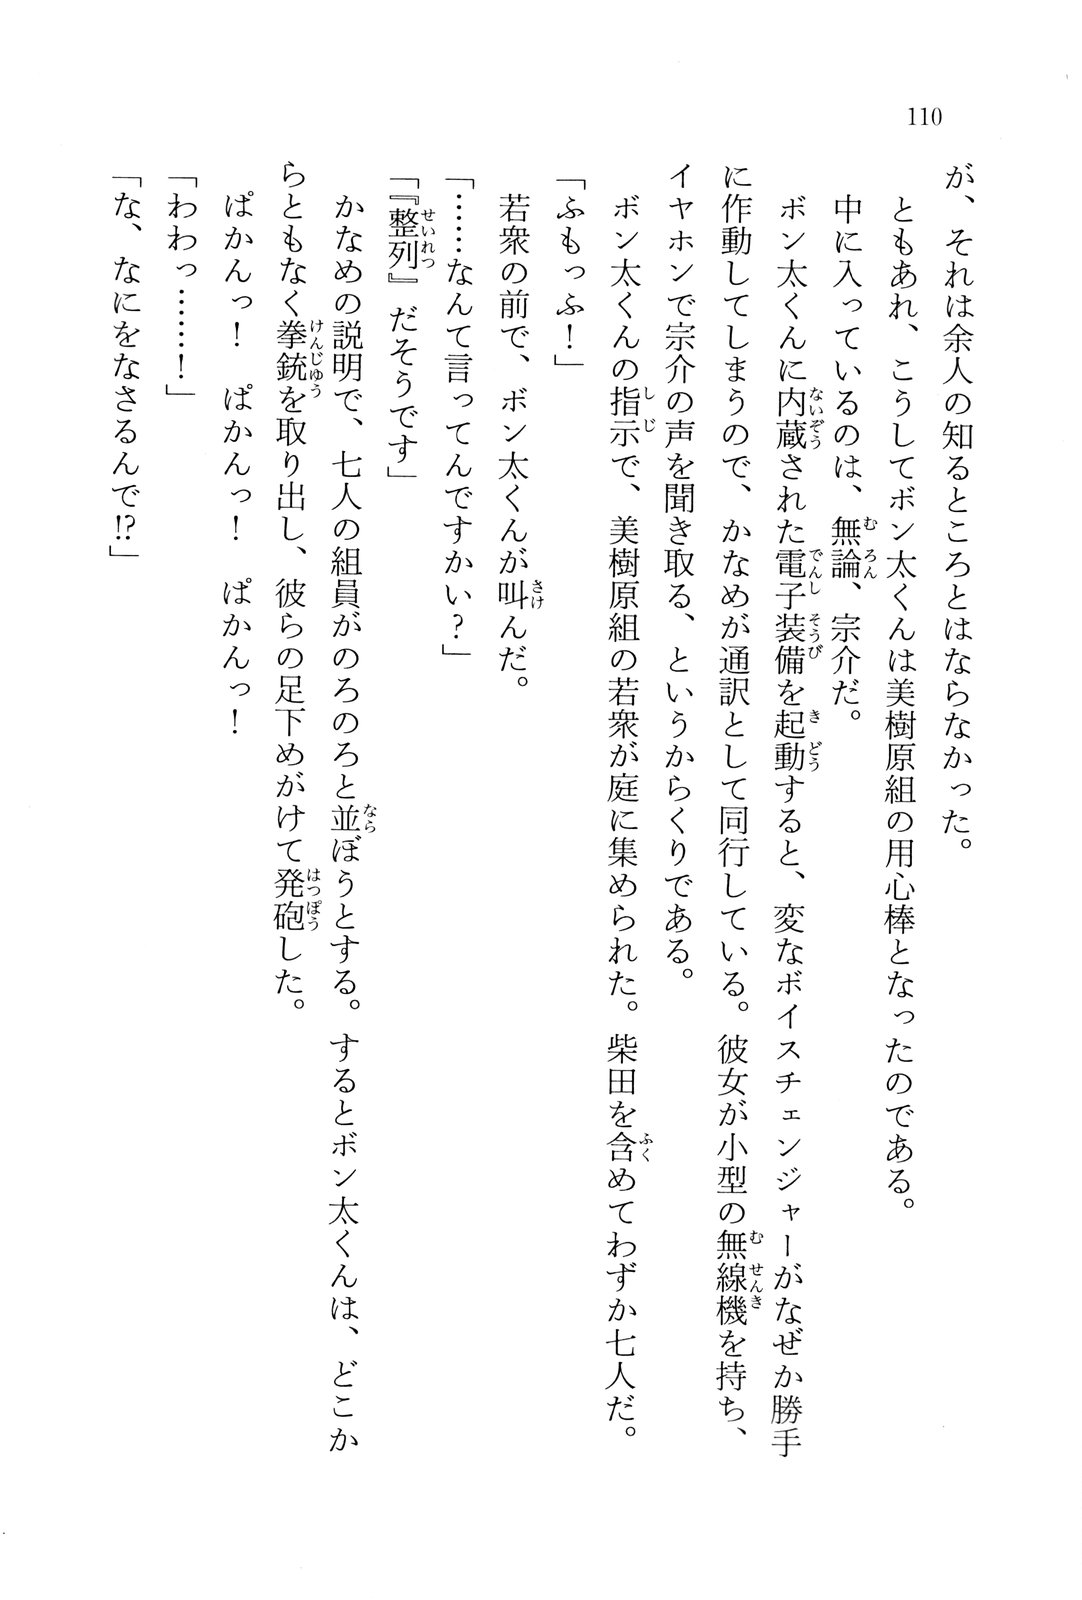 110
が、それは余人の知るところとはならなかった。
　ともあれ、こうしてボン太くんは美樹原組の用心棒となったのである。
　中に入っているのは、無論、宗介だ。
　ボン太くんに内蔵された電子装備を起動すると、変なボイスチェンジャーがなぜか勝手
に作動してしまうので、かなめが通訳として同行している。彼女が小型の無線機を持ち、
イヤホンで宗介の声を聞き取る、というからくりである。
　ボン太くんの指示で、美樹原組の若衆が庭に集められた。柴田を含めてわずか七人だ。
「ふもっふ！」
　若衆の前で、ボン太くんが叫んだ。
「……なんて言ってんですかい？」
「『整列』だそうです」
　かなめの説明で、七人の組員がのろのろと並ぼうとする。するとボン太くんは、どこか
らともなく拳銃を取り出し、彼らの足下めがけて発砲した。
　ぱかんっ！　ぱかんっ！　ぱかんっ！
「わわっ……！」
「な、なにをなさるんで!?」